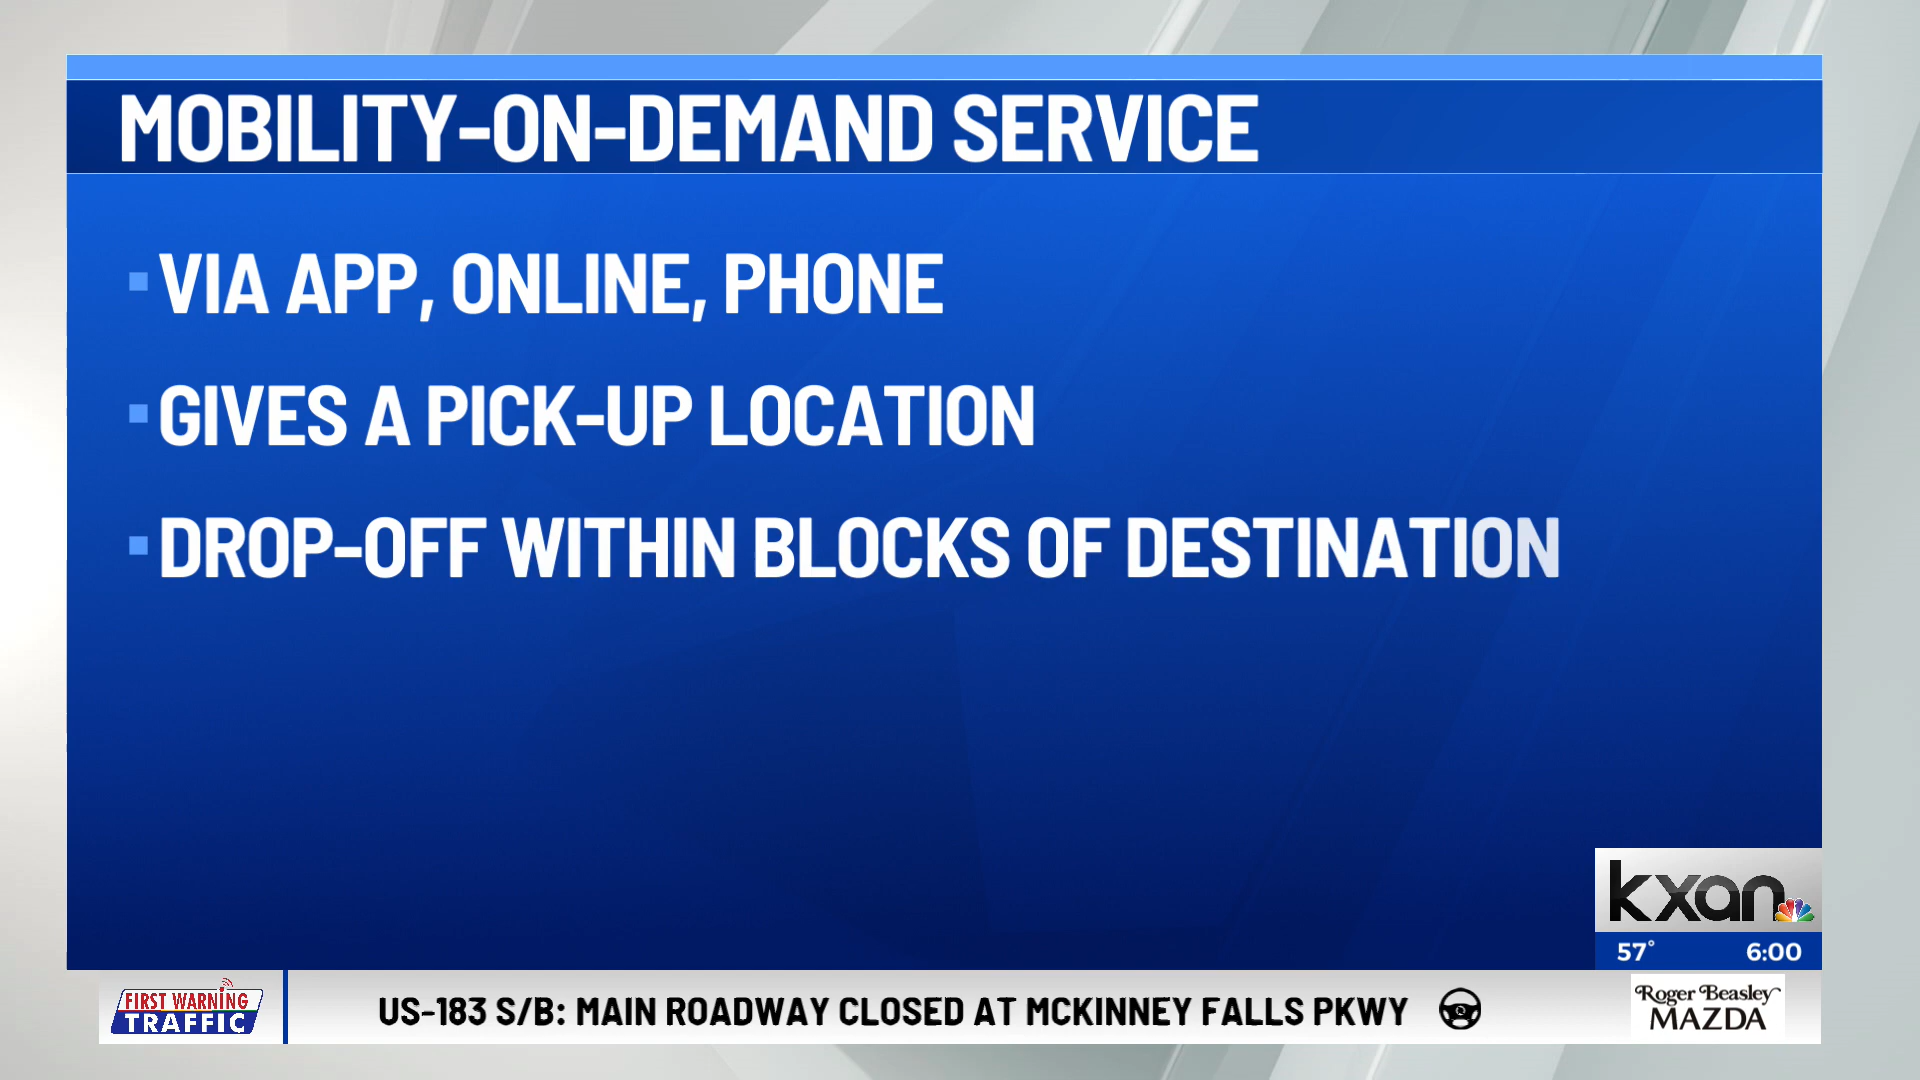 MOBILITY-ON-DEMAND SERVICE
▪ VIA APP, ONLINE, PHONE
▪ GIVES A PICK-UP LOCATION
▪ DROP-OFF WITHIN BLOCKS OF DESTINATION
kxan
57° 6:00
FIRST WARNING
TRAFFIC
US-183 S/B: MAIN ROADWAY CLOSED AT MCKINNEY FALLS PKWY
Roger Beasley
MAZDA